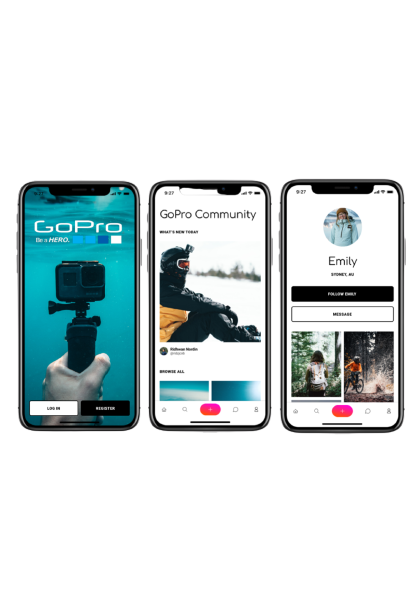 GoPro
Be a HERO.
LOG IN
REGISTER
9:27
GoPro Community
WHAT'S NEW TODAY
BROWSE ALL
9:27
Emily
SYDNEY, AU
FOLLOW EMILY
MESSAGE